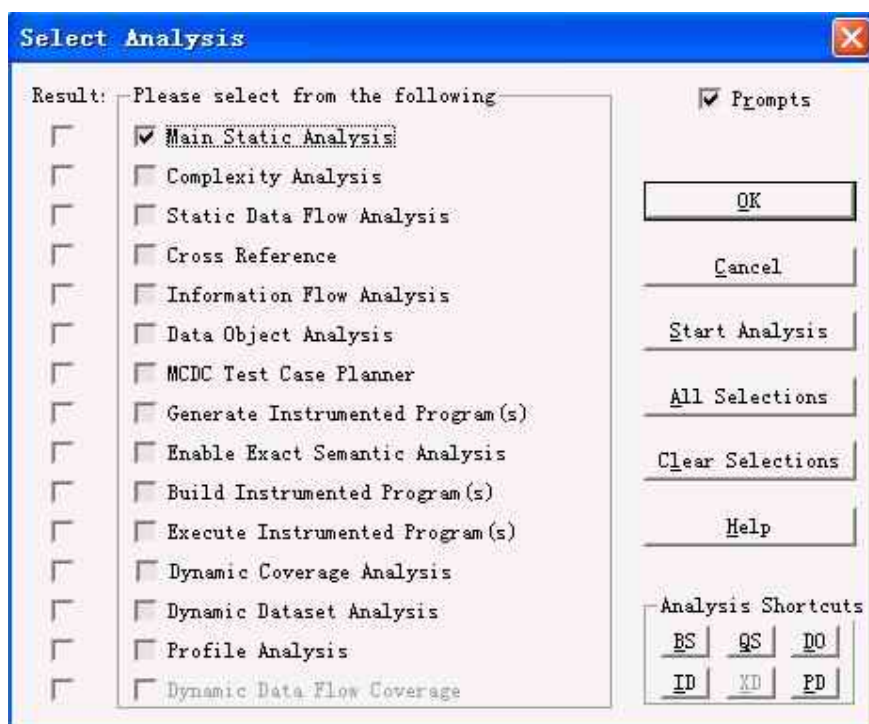 Select Analysis
Result:
Please select from the following
Prompts
Main Static Analysis
Complexity Analysis
Static Data Flow Analysis
Cross Reference
Information Flow Analysis
Data Object Analysis
MCDC Test Case Planner
Generate Instrumented Program(s)
Enable Exact Semantic Analysis
Build Instrumented Program(s)
Execute Instrumented Program(s)
Dynamic Coverage Analysis
Dynamic Dataset Analysis
Profile Analysis
Dynamic Data Flow Coverage
OK
Cancel
Start Analysis
All Selections
Clear Selections
Help
Analysis Shortcuts
BS QS DO
ID XD PD